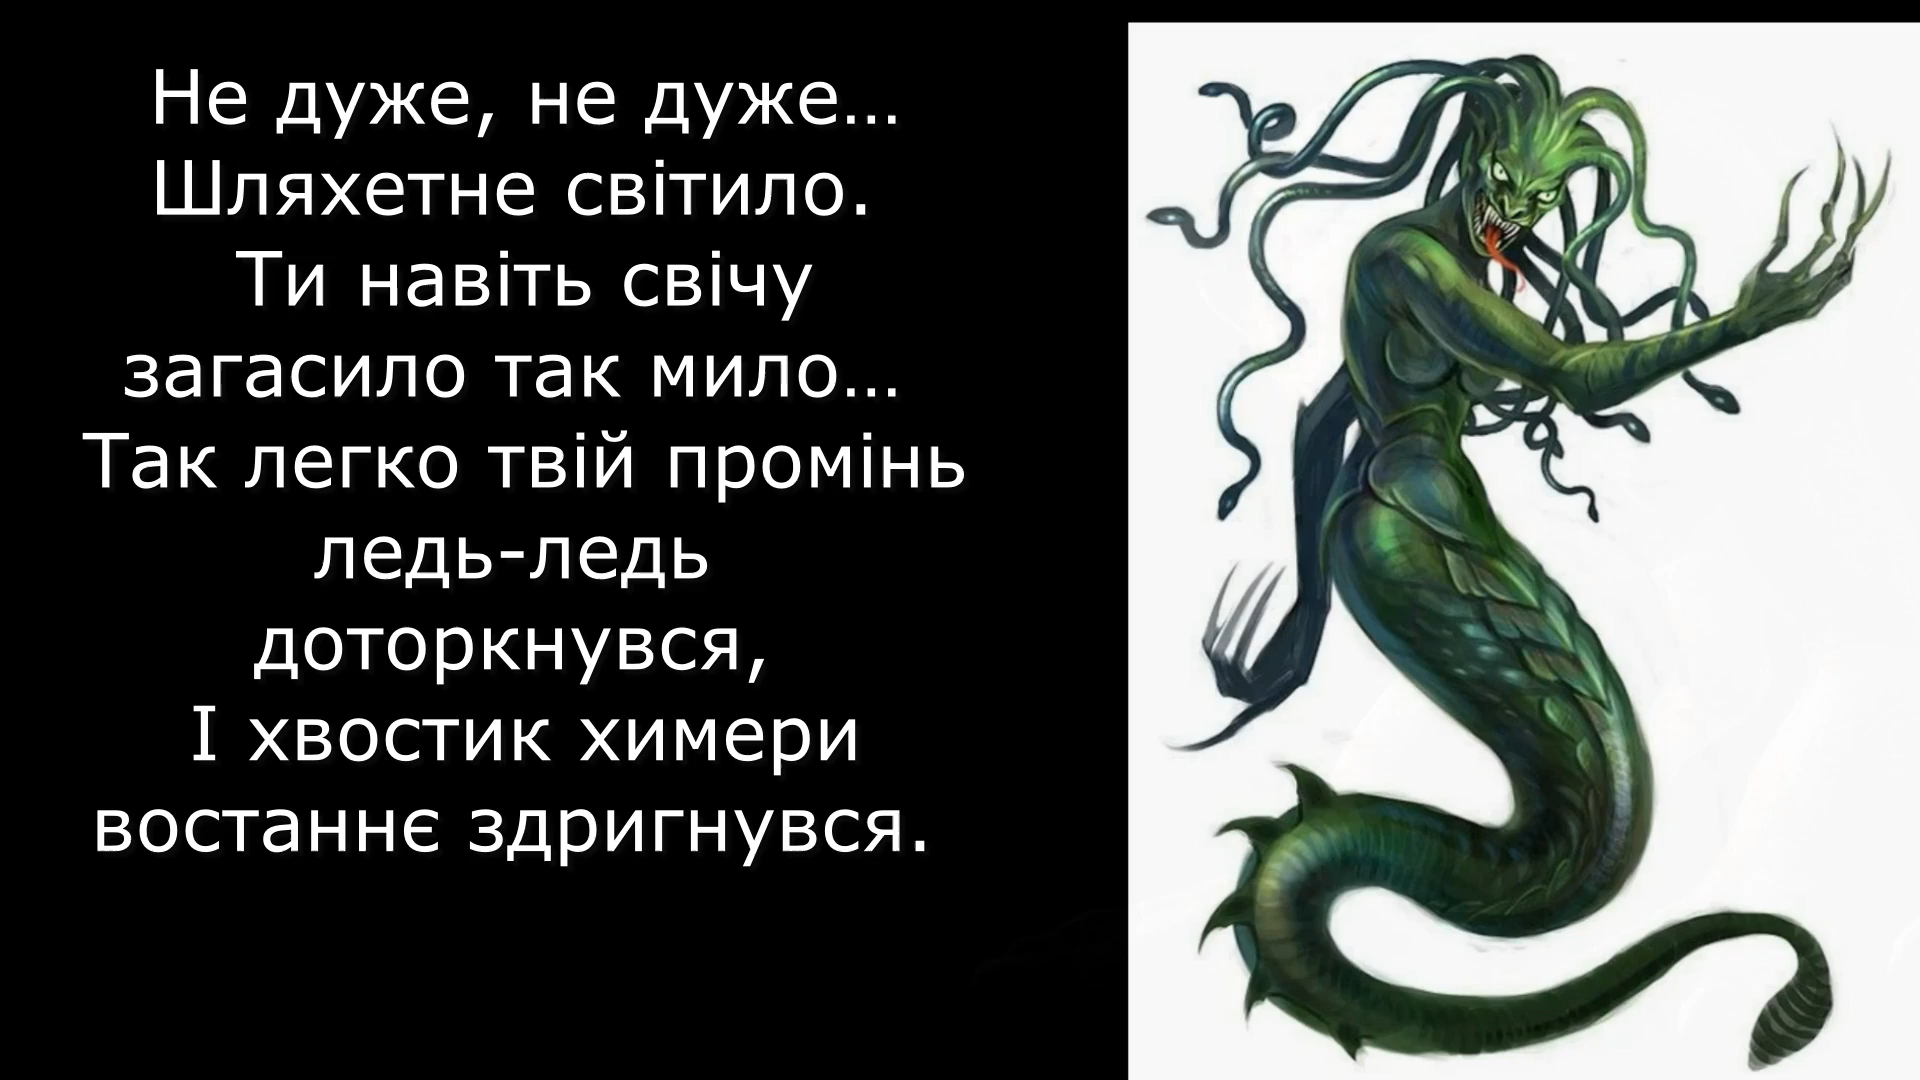 Не дуже, не дуже…
Шляхетне світило.
Ти навіть свічу
загасило так мило…
Так легко твій промінь
ледь-ледь
доторкнувся,
І хвостик химери
востаннє здригнувся.